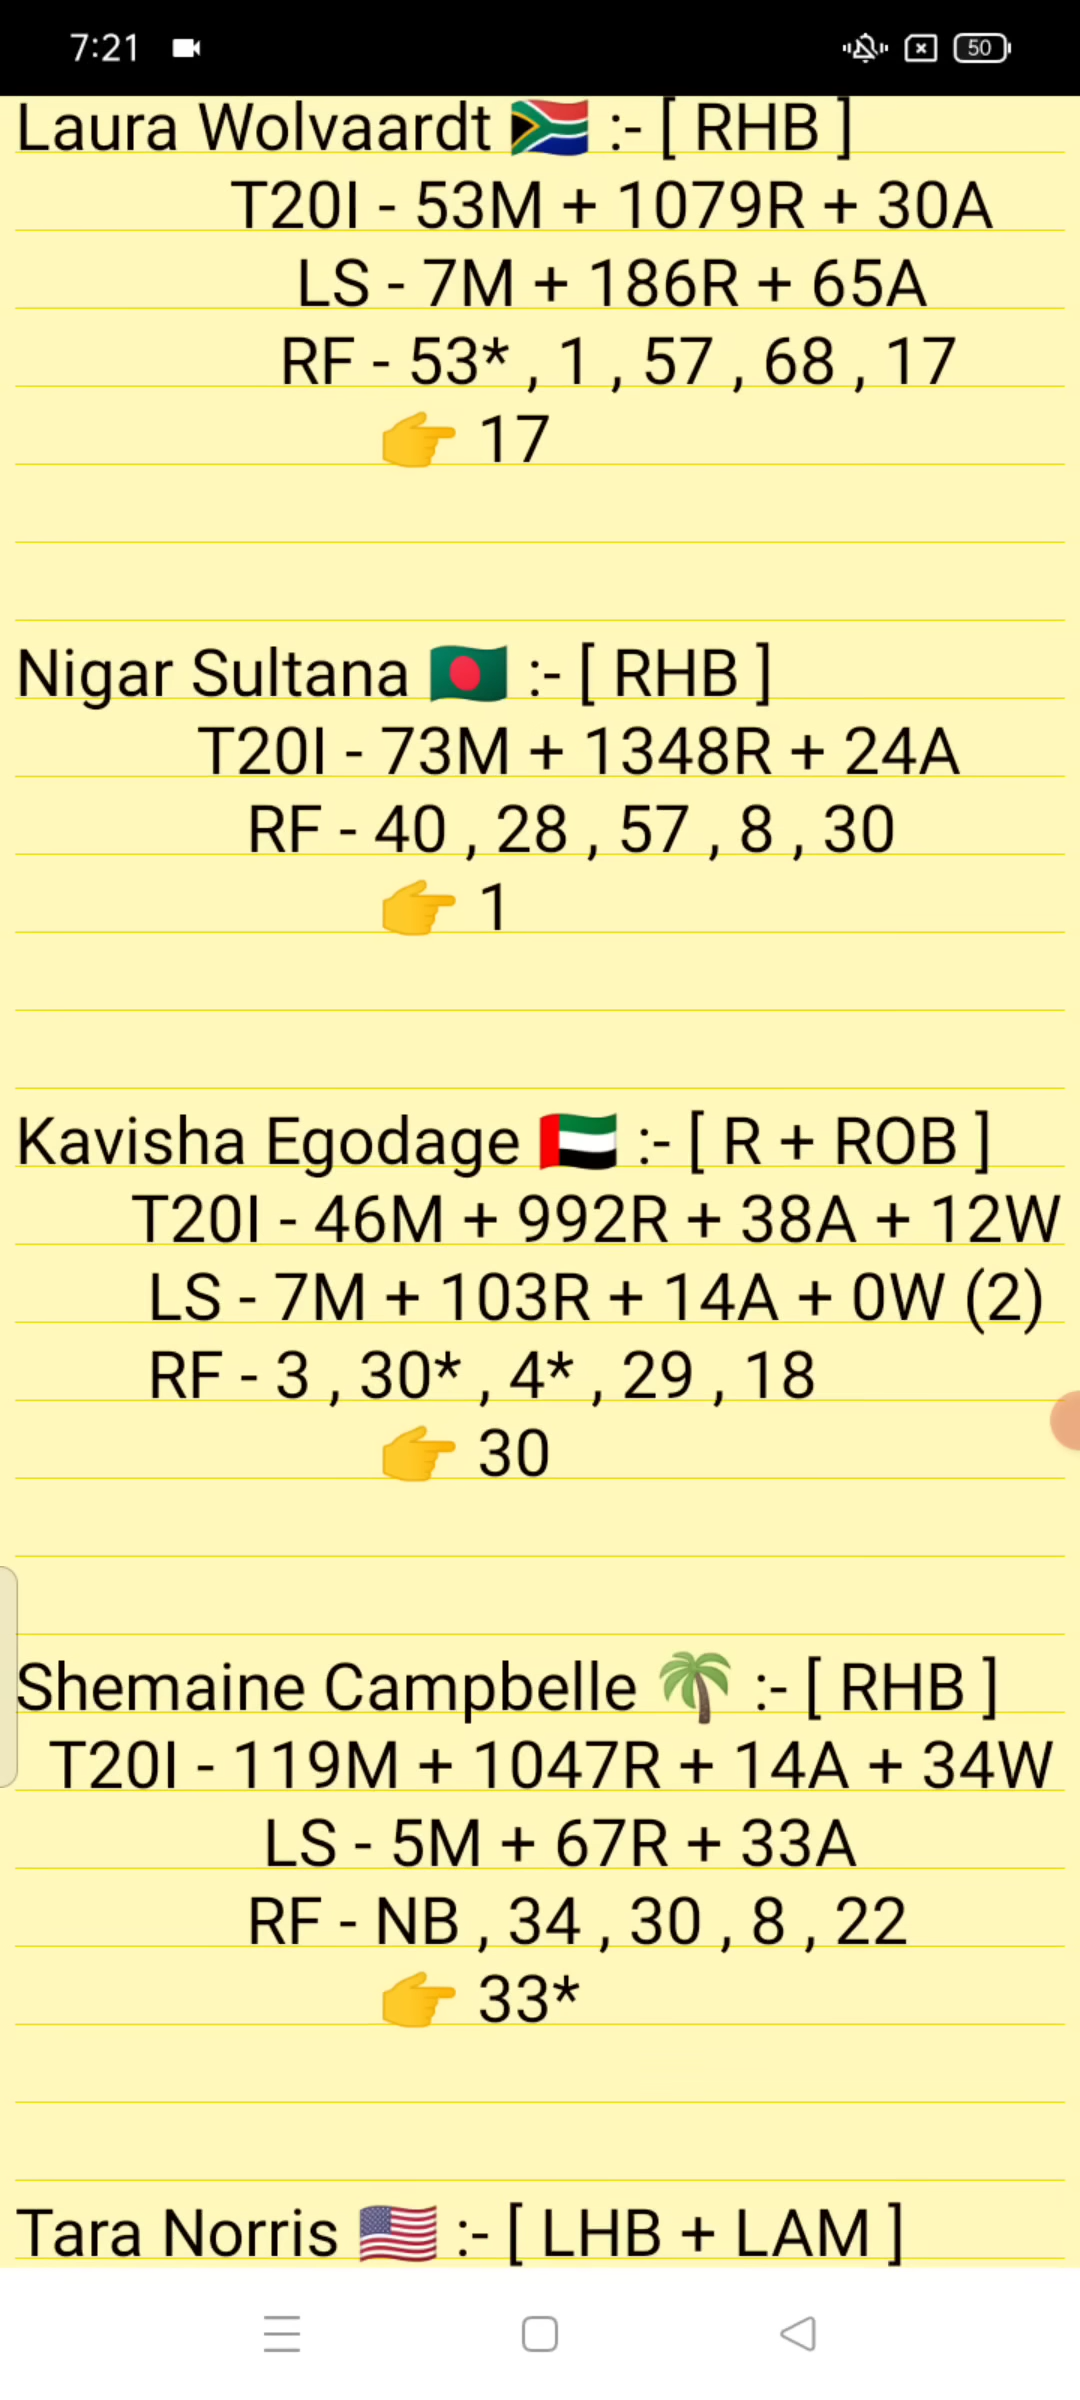 7:21 50
Laura Wolvaardt 🇿🇦 :- [ RHB ]
T20I - 53M + 1079R + 30A
LS - 7M + 186R + 65A
RF - 53* , 1 , 57 , 68 , 17
👉 17
Nigar Sultana 🇧🇩 :- [ RHB ]
T20I - 73M + 1348R + 24A
RF - 40 , 28 , 57 , 8 , 30
👉 1
Kavisha Egodage 🇦🇪 :- [ R + ROB ]
T20I - 46M + 992R + 38A + 12W
LS - 7M + 103R + 14A + 0W (2)
RF - 3 , 30* , 4* , 29 , 18
👉 30
Shemaine Campbelle 🌴 :- [ RHB ]
T20I - 119M + 1047R + 14A + 34W
LS - 5M + 67R + 33A
RF - NB , 34 , 30 , 8 , 22
👉 33*
Tara Norris 🇺🇸 :- [ LHB + LAM ]